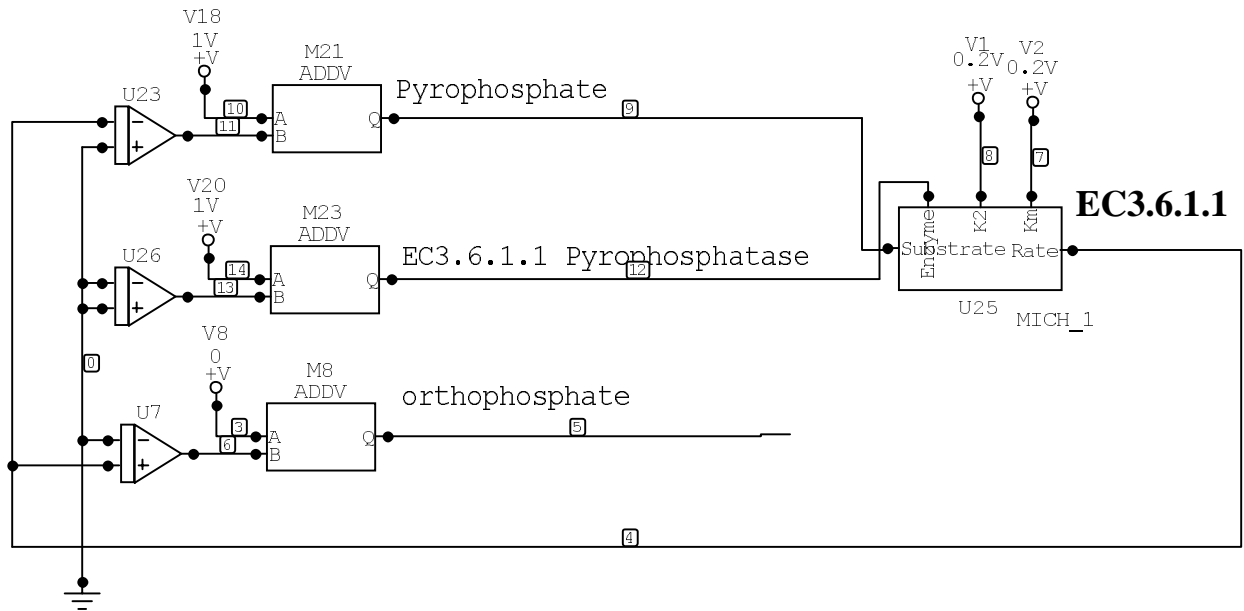 V18
1V
+V
M21
ADDV
Pyrophosphate
U23
10
11
A
B
Q
9
V1
0.2V
+V
V2
0.2V
+V
8
7
EC3.6.1.1
Enzyme
K2
Km
Substrate
Rate
U25
MICH_1
V20
1V
+V
M23
ADDV
EC3.6.1.1 Pyrophosphatase
U26
14
13
A
B
Q
12
0
V8
0
+V
M8
ADDV
orthophosphate
U7
3
6
A
B
Q
5
4